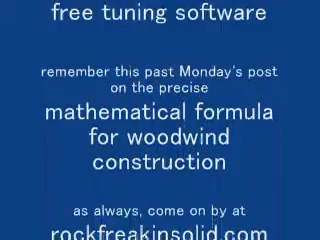 free tuning software
remember this past Monday's post
on the precise
mathematical formula
for woodwind
construction
as always, come on by at
rockfreakinsolid.com